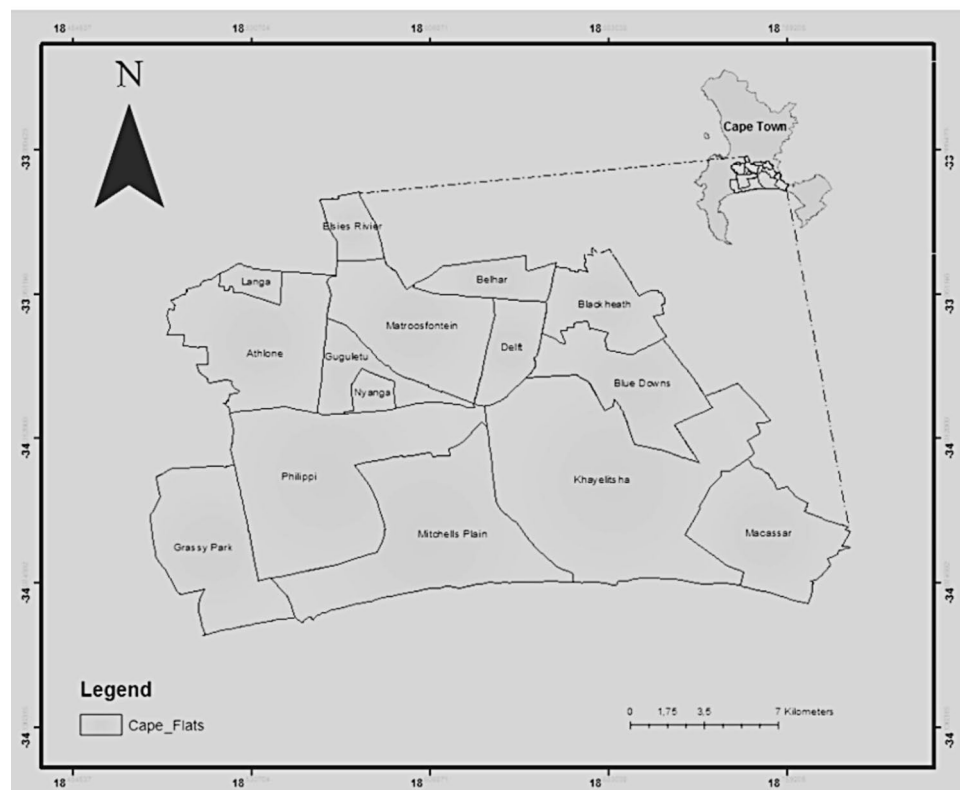 18 18 18 18 18
N
Cape Town
-33 -33
Elsies Rivier
Langa
Belhar
-33 -33
Blackheath
Matroosfontein
Athlone
Delft
Guguletu
Blue Downs
Nyanga
-34 -34
Philippi
Khayelitsha
Mitchells Plain
Macassar
Grassy Park
-34 -34
Legend
Cape_Flats
0 1,75 3,5 7 Kilometers
-34 -34
18 18 18 18 18